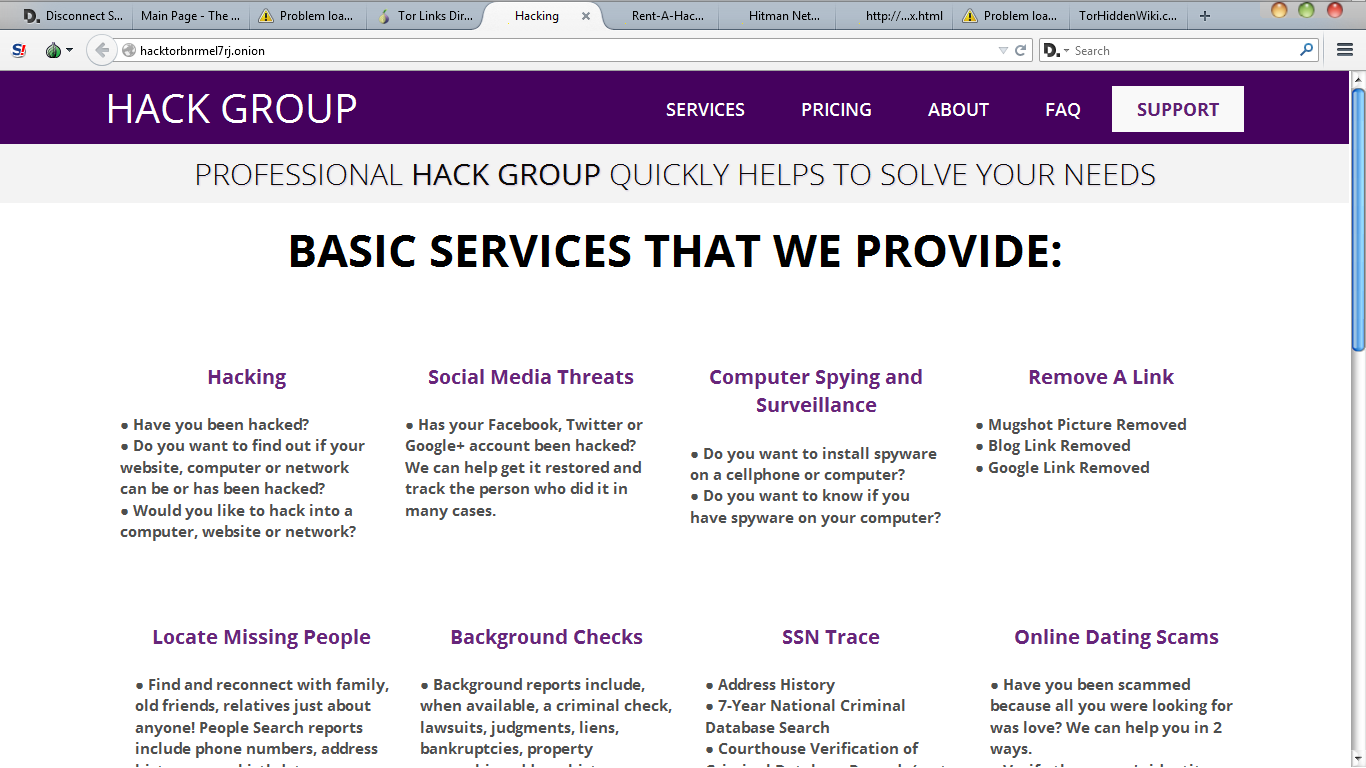 Disconnect S...
Main Page - The ...
Problem loa...
Tor Links Dir...
Hacking
Rent-A-Hac...
Hitman Net...
http://...x.html
Problem loa...
TorHiddenWiki.c...
S!
hacktorbnrmel7rj.onion
D.
Search
HACK GROUP
SERVICES
PRICING
ABOUT
FAQ
SUPPORT
PROFESSIONAL HACK GROUP QUICKLY HELPS TO SOLVE YOUR NEEDS
BASIC SERVICES THAT WE PROVIDE:
Hacking
● Have you been hacked?
● Do you want to find out if your
website, computer or network
can be or has been hacked?
● Would you like to hack into a
computer, website or network?
Social Media Threats
● Has your Facebook, Twitter or
Google+ account been hacked?
We can help get it restored and
track the person who did it in
many cases.
Computer Spying and
Surveillance
● Do you want to install spyware
on a cellphone or computer?
● Do you want to know if you
have spyware on your computer?
Remove A Link
● Mugshot Picture Removed
● Blog Link Removed
● Google Link Removed
Locate Missing People
● Find and reconnect with family,
old friends, relatives just about
anyone! People Search reports
include phone numbers, address
Background Checks
● Background reports include,
when available, a criminal check,
lawsuits, judgments, liens,
bankruptcies, property
SSN Trace
● Address History
● 7-Year National Criminal
Database Search
● Courthouse Verification of
Online Dating Scams
● Have you been scammed
because all you were looking for
was love? We can help you in 2
ways.